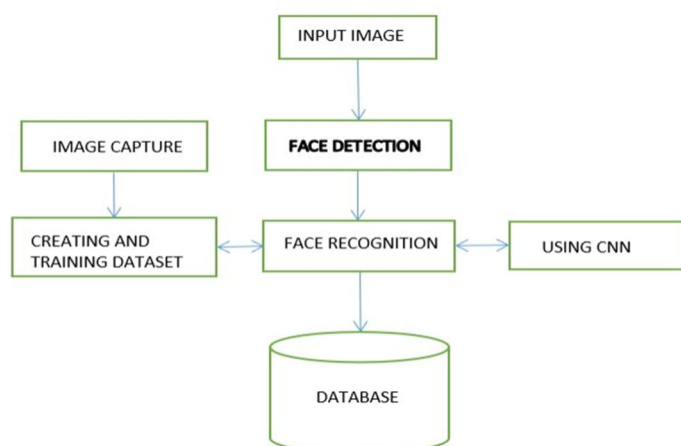 INPUT IMAGE
IMAGE CAPTURE
FACE DETECTION
CREATING AND
TRAINING DATASET
FACE RECOGNITION
USING CNN
DATABASE